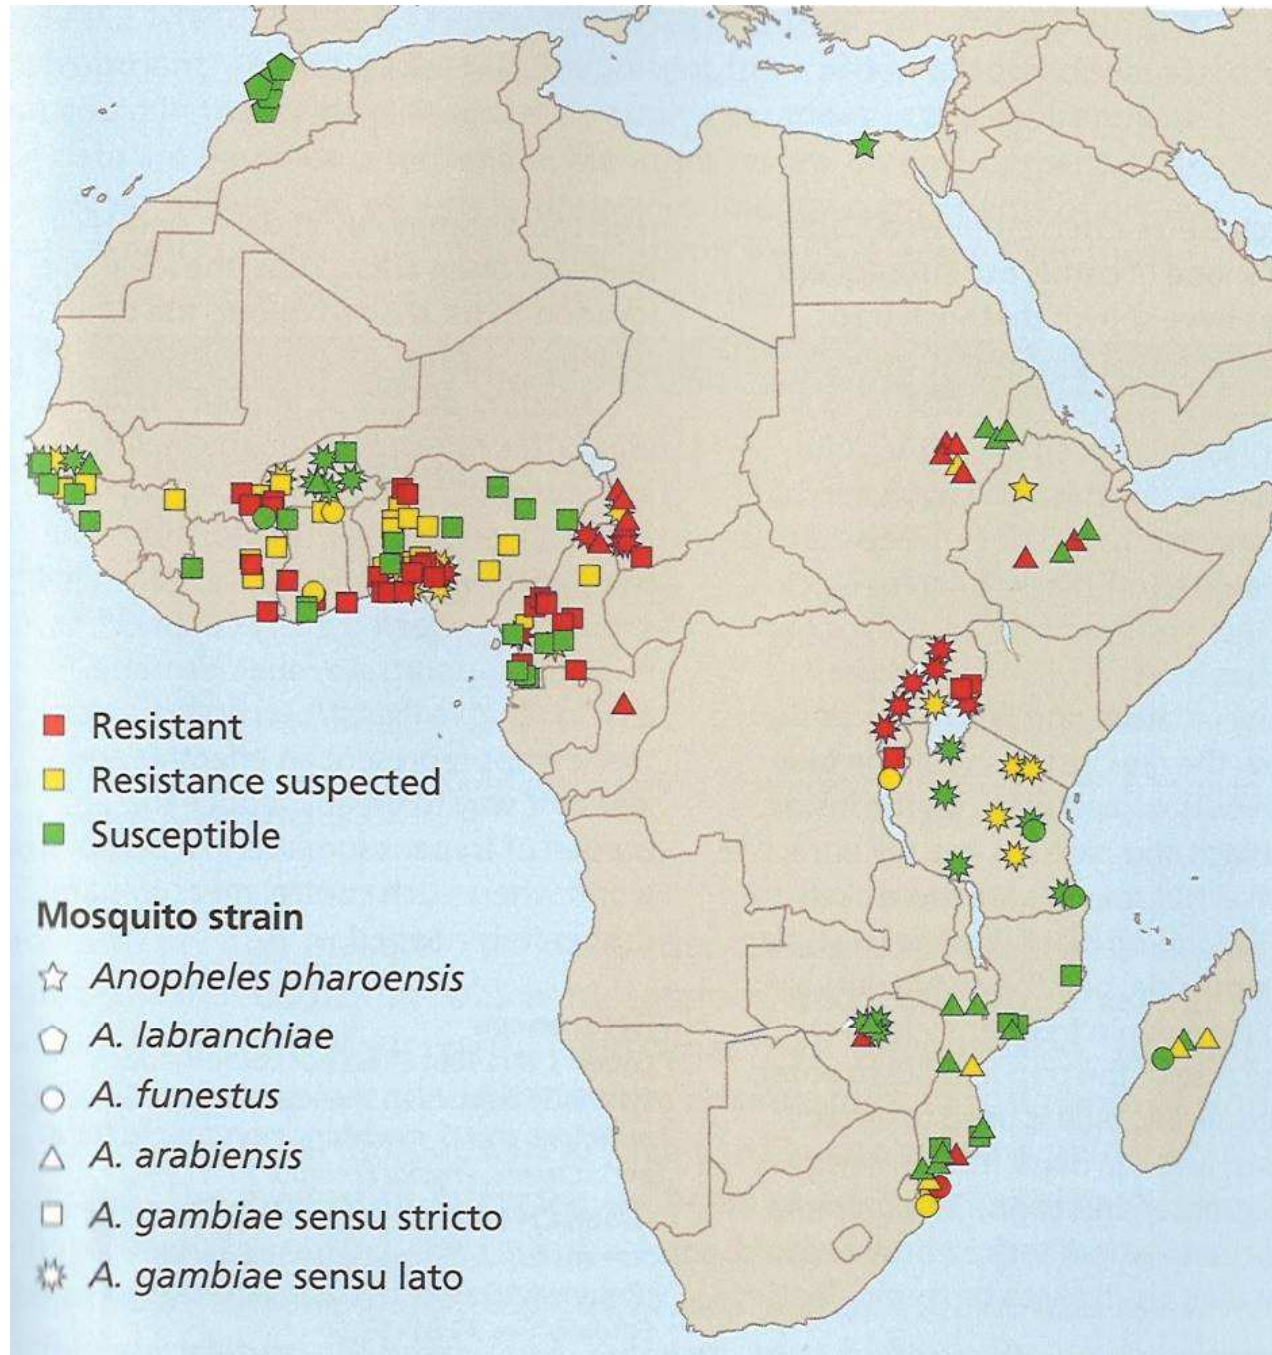 Resistant
Resistance suspected
Susceptible
Mosquito strain
Anopheles pharoensis
A. labranchiae
A. funestus
A. arabiensis
A. gambiae sensu stricto
A. gambiae sensu lato